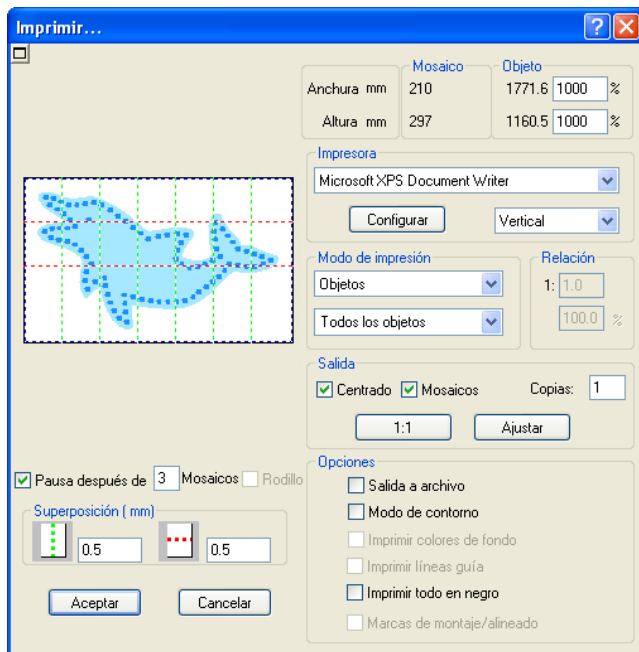 Imprimir...
Mosaico Objeto
Anchura mm 210 1771.6 1000 %
Altura mm 297 1160.5 1000 %
Impresora
Microsoft XPS Document Writer
Configurar Vertical
Modo de impresión Relación
Objetos 1: 1.0
Todos los objetos 100.0 %
Salida
Centrado Mosaicos Copias: 1
1:1 Ajustar
Pausa después de 3 Mosaicos Rodillo
Superposición ( mm)
0.5 0.5
Aceptar Cancelar
Opciones
Salida a archivo
Modo de contorno
Imprimir colores de fondo
Imprimir líneas guía
Imprimir todo en negro
Marcas de montaje/alineado